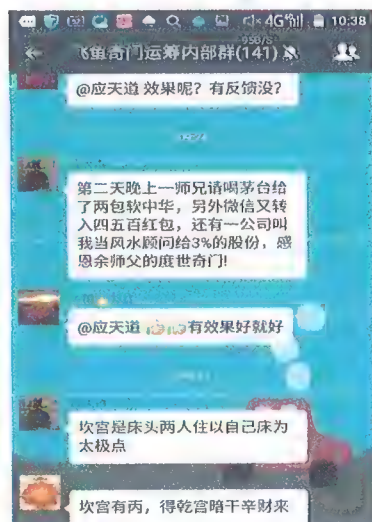 4G 10:38
飞鱼奇门运筹内部群(141)
@应天道 效果呢？有反馈没？
第二天晚上一师兄请喝茅台给
了两包软中华，另外微信又转
入四五百红包，还有一公司叫
我当风水顾问给3%的股份，感
恩余师父的庇世奇门！
@应天道 有效果好就好
坎宫是床头两人住以自己床为
太极点
坎宫有丙，得乾宫暗干辛财来